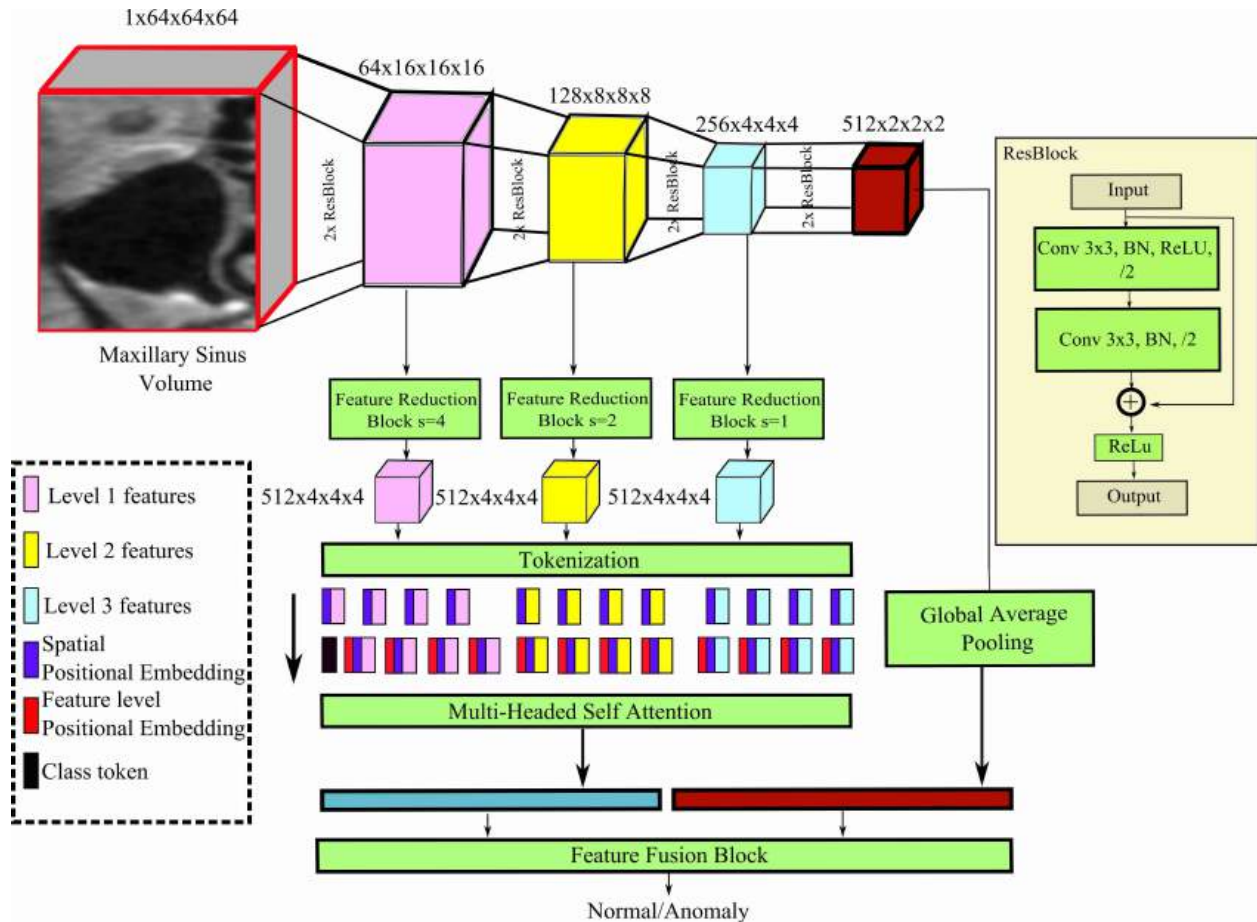 1x64x64x64
64x16x16x16
128x8x8x8
256x4x4x4
512x2x2x2
2x ResBlock
2x ResBlock
2x ResBlock
2x ResBlock
Maxillary Sinus
Volume
ResBlock
Input
Conv 3x3, BN, ReLU,
/2
Conv 3x3, BN, /2
+
ReLu
Output
Feature Reduction
Block s=4
Feature Reduction
Block s=2
Feature Reduction
Block s=1
512x4x4x4
512x4x4x4
512x4x4x4
Tokenization
Level 1 features
Level 2 features
Level 3 features
Spatial
Positional Embedding
Feature level
Positional Embedding
Class token
Multi-Headed Self Attention
Global Average
Pooling
Feature Fusion Block
Normal/Anomaly